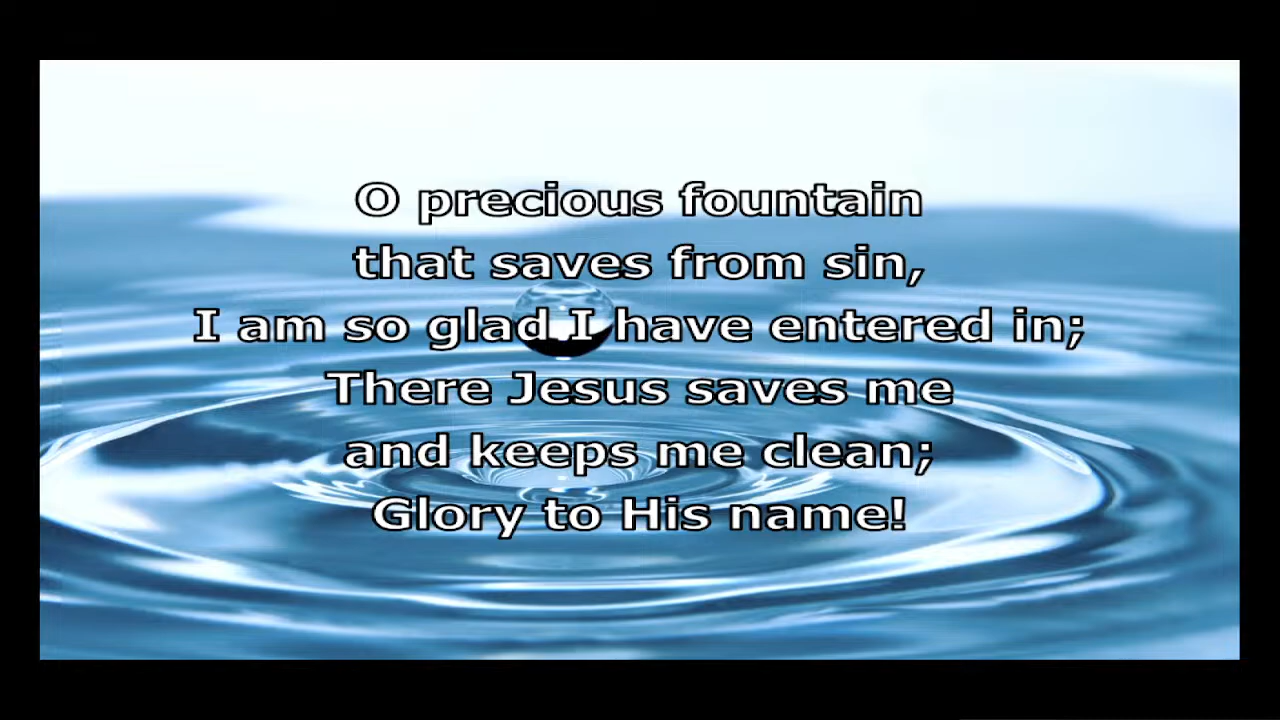 O precious fountain
that saves from sin,
I am so glad I have entered in;
There Jesus saves me
and keeps me clean;
Glory to His name!